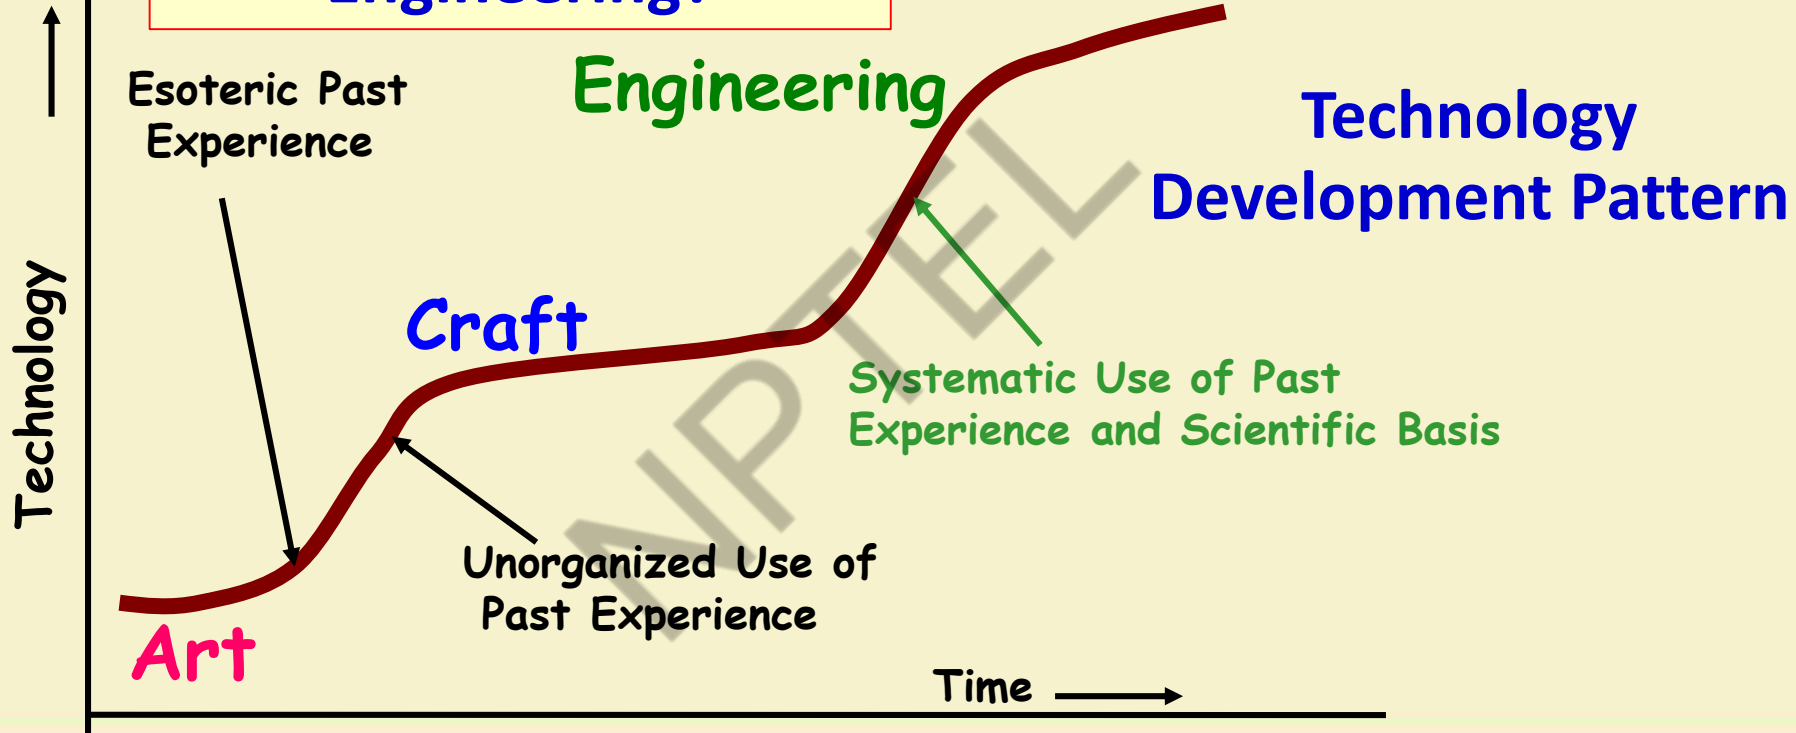 Engineering?
Esoteric Past
Experience
Engineering
Technology
Development Pattern
Technology
Craft
Systematic Use of Past
Experience and Scientific Basis
Unorganized Use of
Past Experience
Art
Time
NPTEL